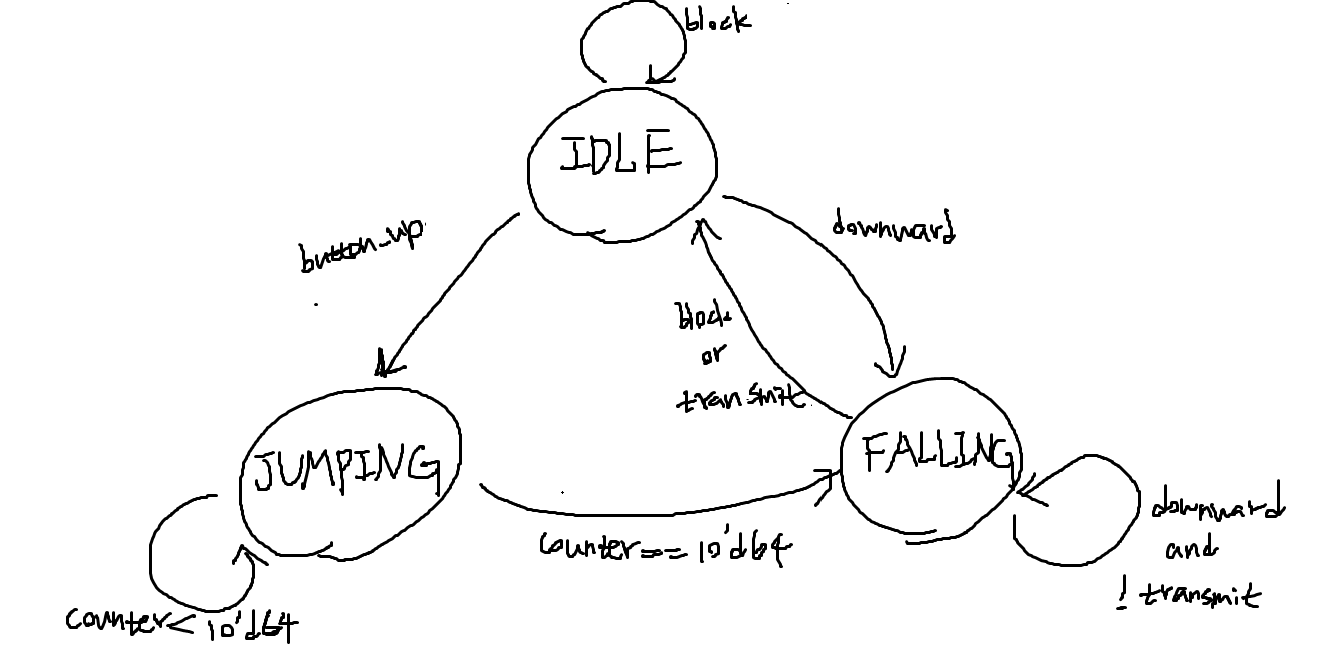 block
IDLE
button_up
downward
block
or
transmit
JUMPING
FALLING
counter == 10'd64
downward
and
! transmit
counter < 10'd64